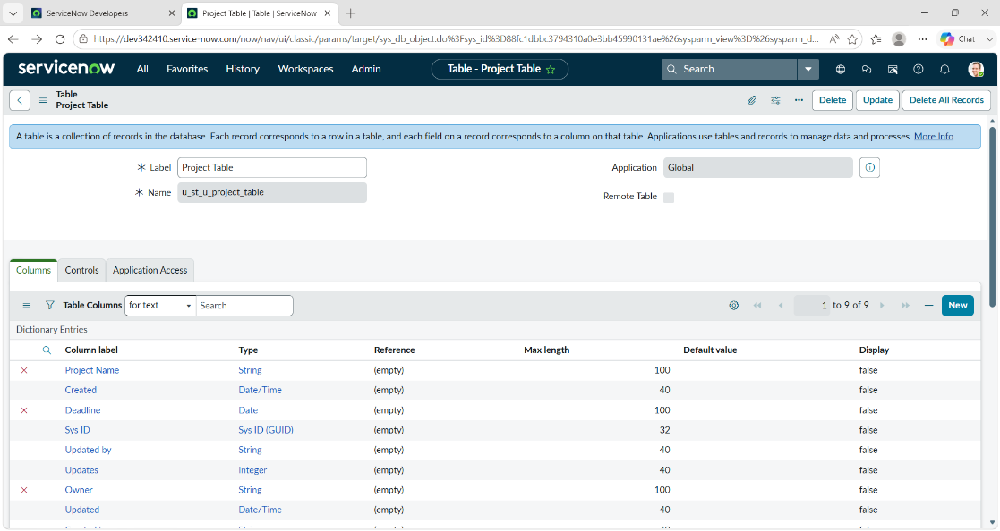 ServiceNow Developers
Project Table | Table | ServiceNow
https://dev342410.service-now.com/now/nav/ui/classic/params/target/sys_db_object.do%3Fsys_id%3D88fc1dbbc3794310a0e3bb45990131ae%26sysparm_view%3D%26sysparm_d...
Chat
servicenow All Favorites History Workspaces Admin Table - Project Table Search
Table
Project Table
Delete Update Delete All Records
A table is a collection of records in the database. Each record corresponds to a row in a table, and each field on a record corresponds to a column on that table. Applications use tables and records to manage data and processes. More Info
Label Project Table Application Global
Name u_st_u_project_table
Remote Table
Columns Controls Application Access
Table Columns for text Search 1 to 9 of 9 New
Dictionary Entries
Column label Type Reference Max length Default value Display
Project Name String (empty) 100 false
Created Date/Time (empty) 40 false
Deadline Date (empty) 100 false
Sys ID Sys ID (GUID) (empty) 32 false
Updated by String (empty) 40 false
Updates Integer (empty) 40 false
Owner String (empty) 100 false
Updated Date/Time (empty) 40 false